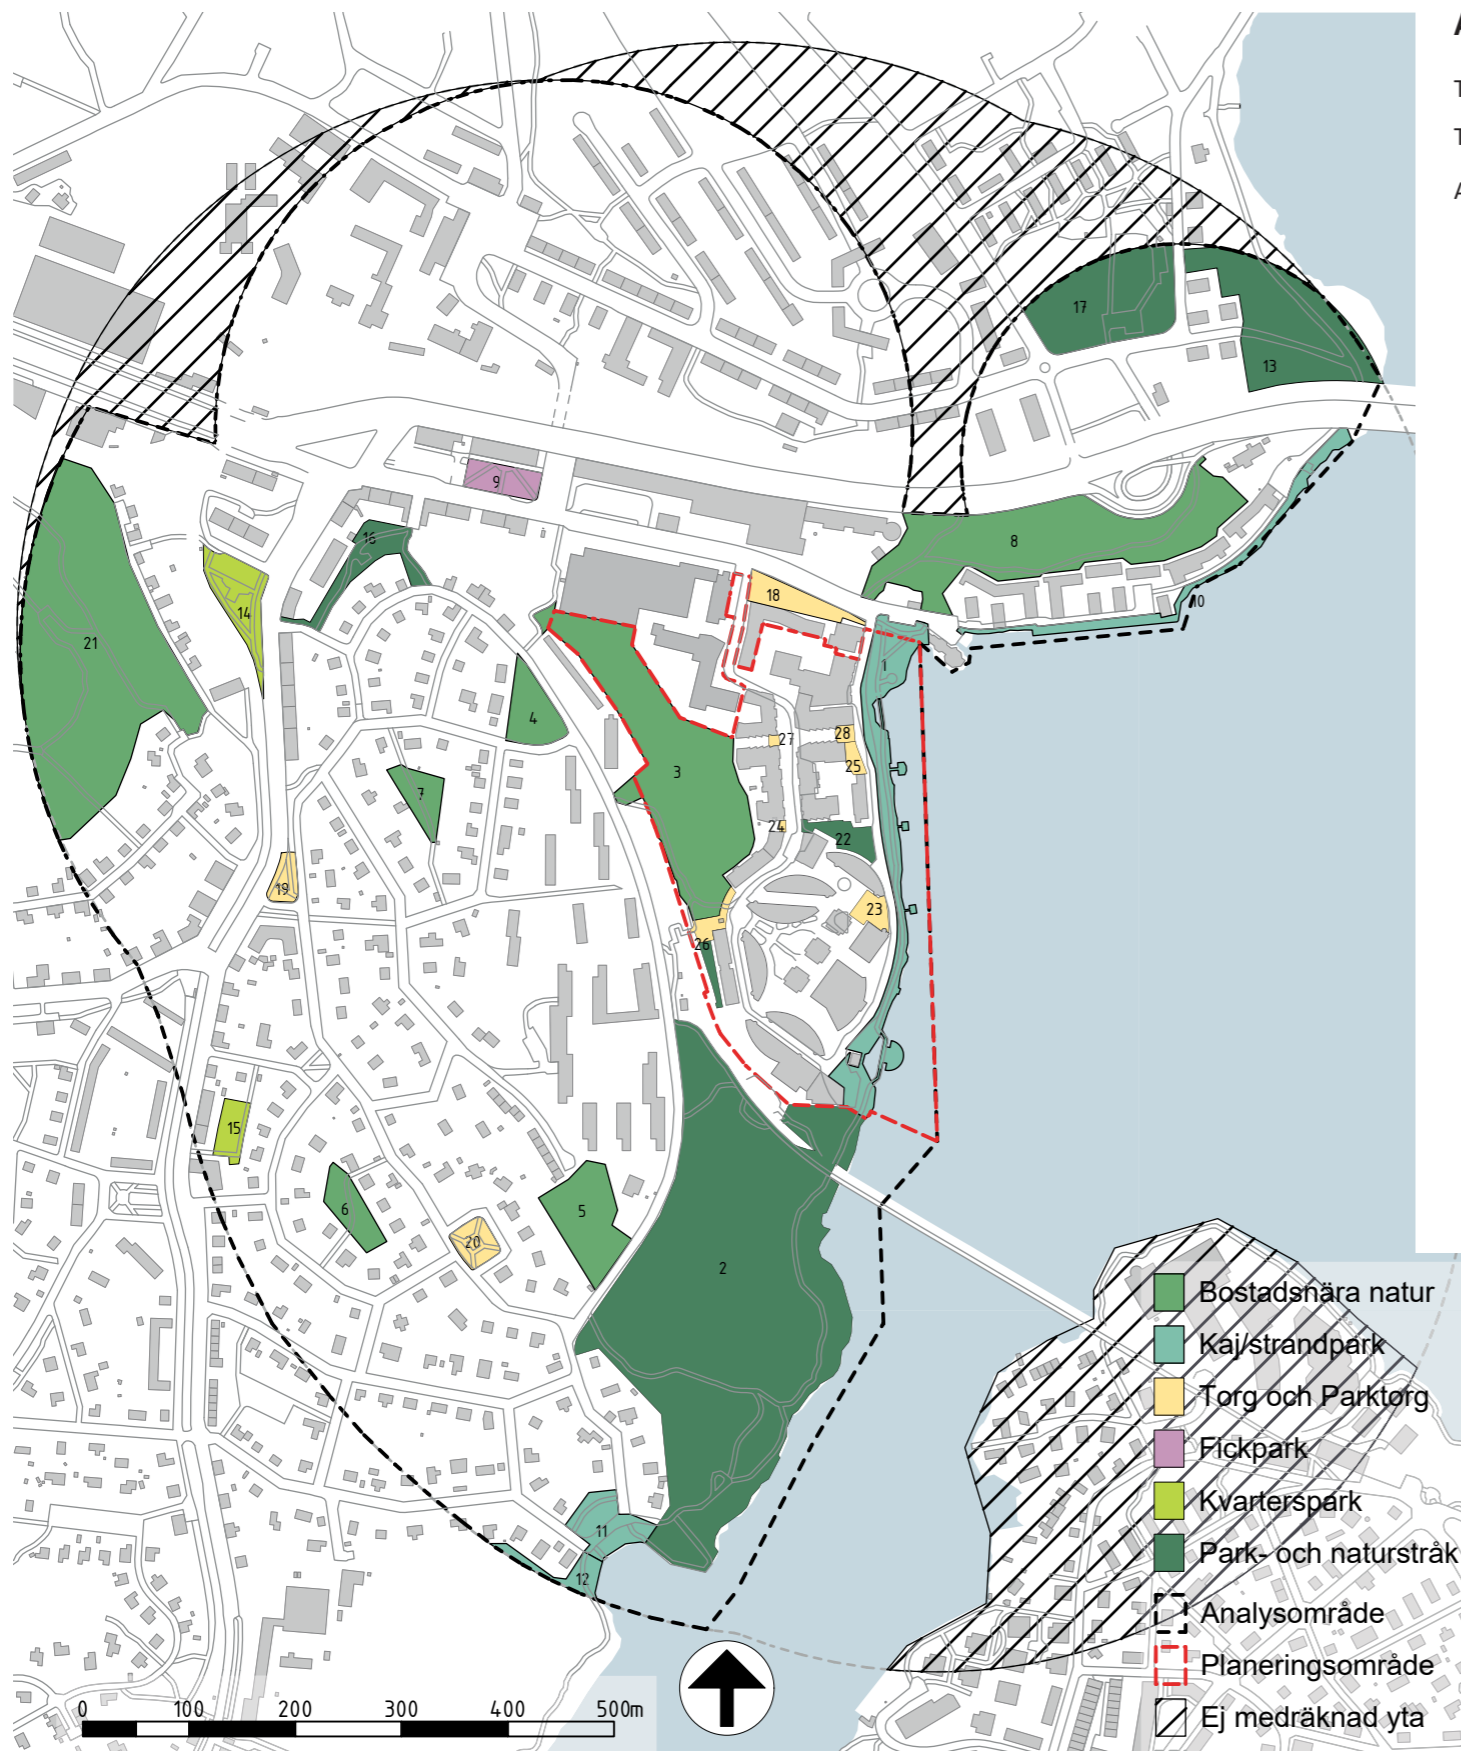 A
T
T
A
17
13
9
8
16
14
10
18
21
1
4
28
27
3
25
7
24
22
19
23
26
15
6
5
20
2
11
12
Bostadsnära natur
Kaj/strandpark
Torg och Parktorg
Fickpark
Kvarterspark
Park- och naturstråk
Analysområde
Planeringsområde
Ej medräknad yta
0 100 200 300 400 500m